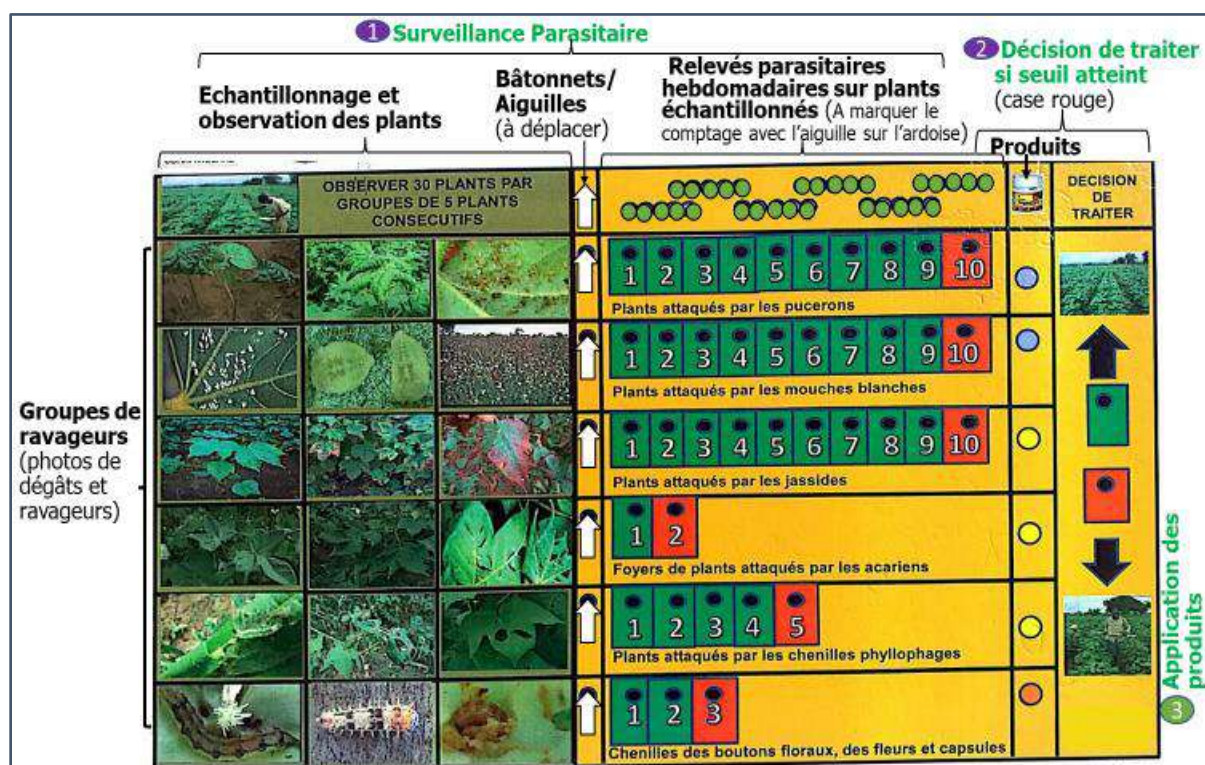 1 Surveillance Parasitaire
2 Décision de traiter
si seuil atteint
(case rouge)
Echantillonnage et
observation des plants
Bâtonnets/
Aiguilles
(à déplacer)
Relevés parasitaires
hebdomadaires sur plants
échantillonnés (A marquer le
comptage avec l'aiguille sur l'ardoise)
Produits
OBSERVER 30 PLANTS PAR
GROUPES DE 5 PLANTS
CONSECUTIFS
DECISION
DE
TRAITER
Groupes de
ravageurs
(photos de
dégâts et
ravageurs)
1 2 3 4 5 6 7 8 9 10
Plants attaqués par les pucerons
1 2 3 4 5 6 7 8 9 10
Plants attaqués par les mouches blanches
1 2 3 4 5 6 7 8 9 10
Plants attaqués par les jassides
1 2
Foyers de plants attaqués par les acariens
1 2 3 4 5
Plants attaqués par les chenilles phyllophages
1 2 3
Chenilles des boutons floraux, des fleurs et capsules
3 Application des
produits